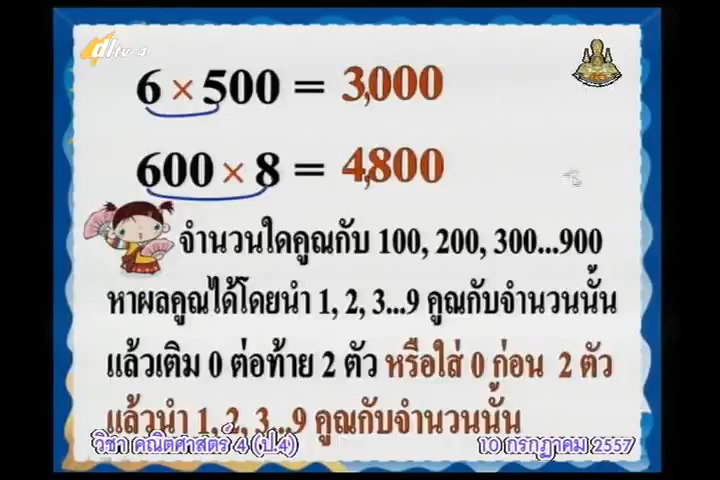 dltv 4
6 × 500 = 3,000
600 × 8 = 4,800
จำนวนใดคูณกับ 100, 200, 300...900
หาผลคูณได้โดยนำ 1, 2, 3...9 คูณกับจำนวนนั้น
แล้วเติม 0 ต่อท้าย 2 ตัว หรือใส่ 0 ก่อน 2 ตัว
แล้วนำ 1, 2, 3...9 คูณกับจำนวนนั้น
วิชา คณิตศาสตร์ 4 (ป.4) 10 กรกฎาคม 2557